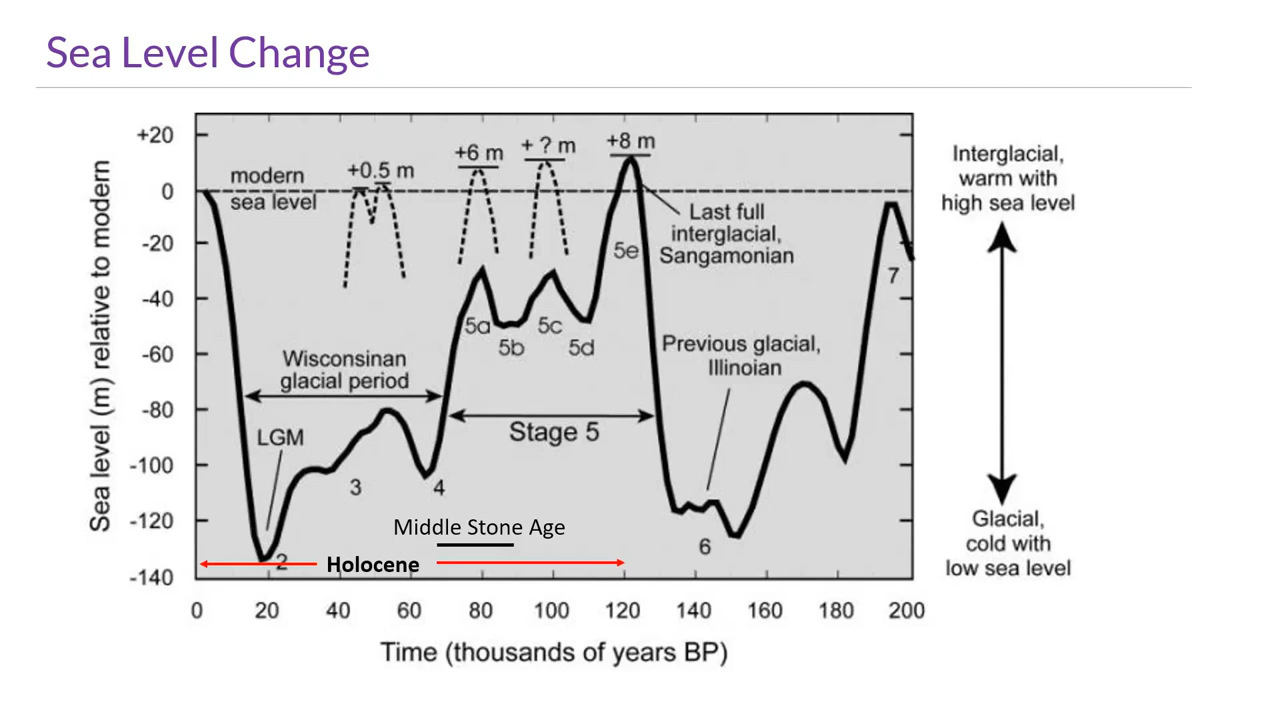 Sea Level Change
Sea level (m) relative to modern
+20
0
-20
-40
-60
-80
-100
-120
-140
modern
sea level
+0.5 m
+6 m
+ ? m
+8 m
Last full
interglacial,
Sangamonian
5e
7
5a
5b
5c
5d
Previous glacial,
Illinoian
Wisconsinan
glacial period
Stage 5
LGM
3
4
6
2
Middle Stone Age
Holocene
0 20 40 60 80 100 120 140 160 180 200
Time (thousands of years BP)
Interglacial,
warm with
high sea level
Glacial,
cold with
low sea level